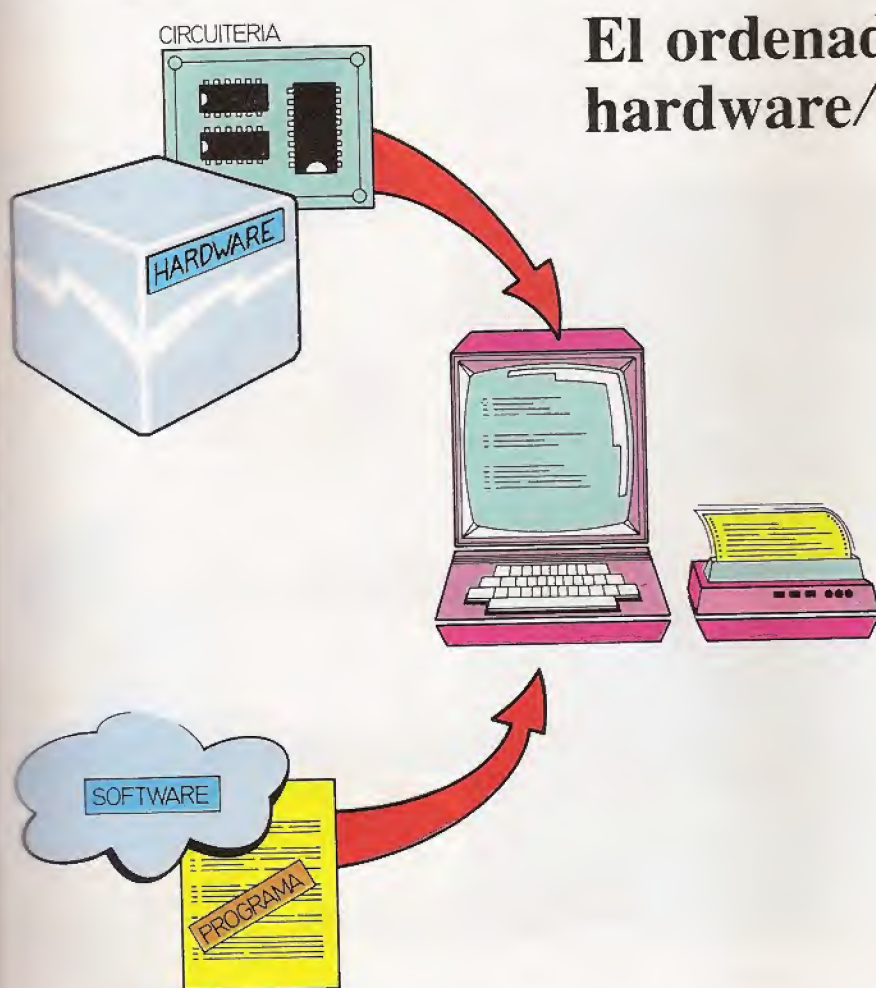 CIRCUITERIA
El ordenad
hardware/
HARDWARE
SOFTWARE
PROGRAMA